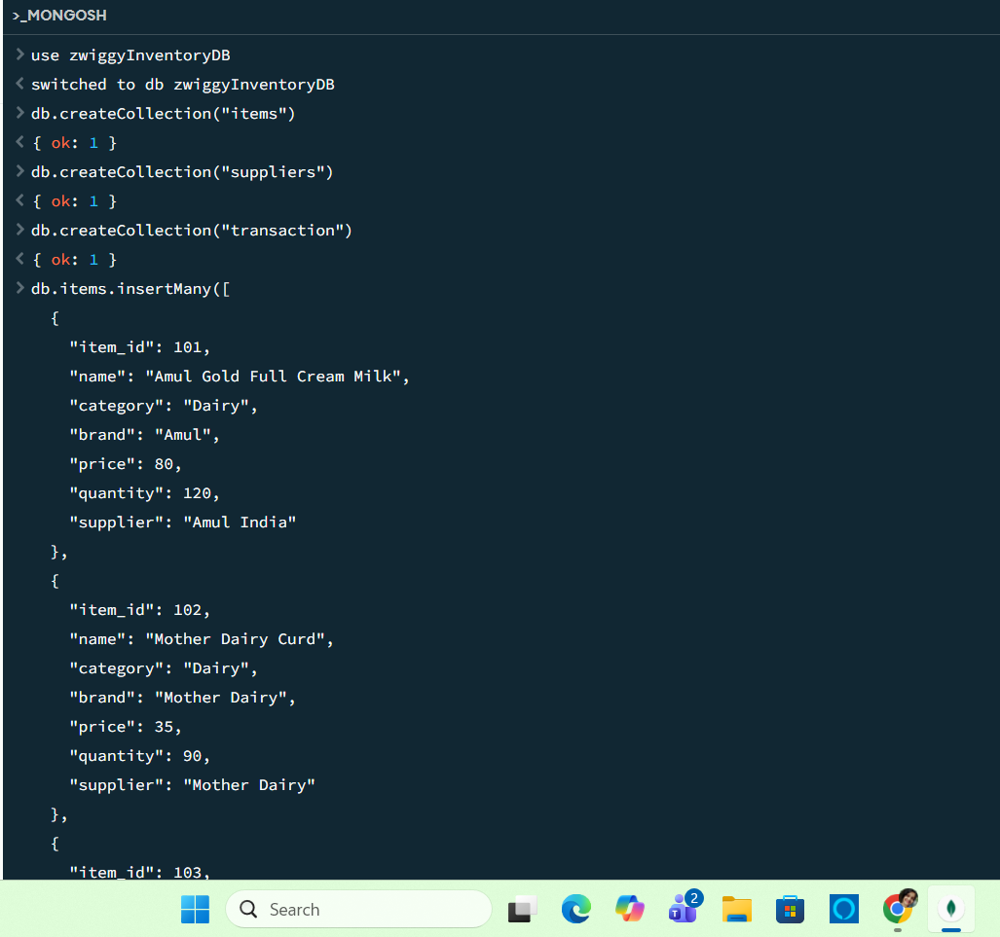 >_MONGOSH
> use zwiggyInventoryDB
< switched to db zwiggyInventoryDB
> db.createCollection("items")
< { ok: 1 }
> db.createCollection("suppliers")
< { ok: 1 }
> db.createCollection("transaction")
< { ok: 1 }
> db.items.insertMany([
{
"item_id": 101,
"name": "Amul Gold Full Cream Milk",
"category": "Dairy",
"brand": "Amul",
"price": 80,
"quantity": 120,
"supplier": "Amul India"
},
{
"item_id": 102,
"name": "Mother Dairy Curd",
"category": "Dairy",
"brand": "Mother Dairy",
"price": 35,
"quantity": 90,
"supplier": "Mother Dairy"
},
{
"item_id": 103,
Search
T
2